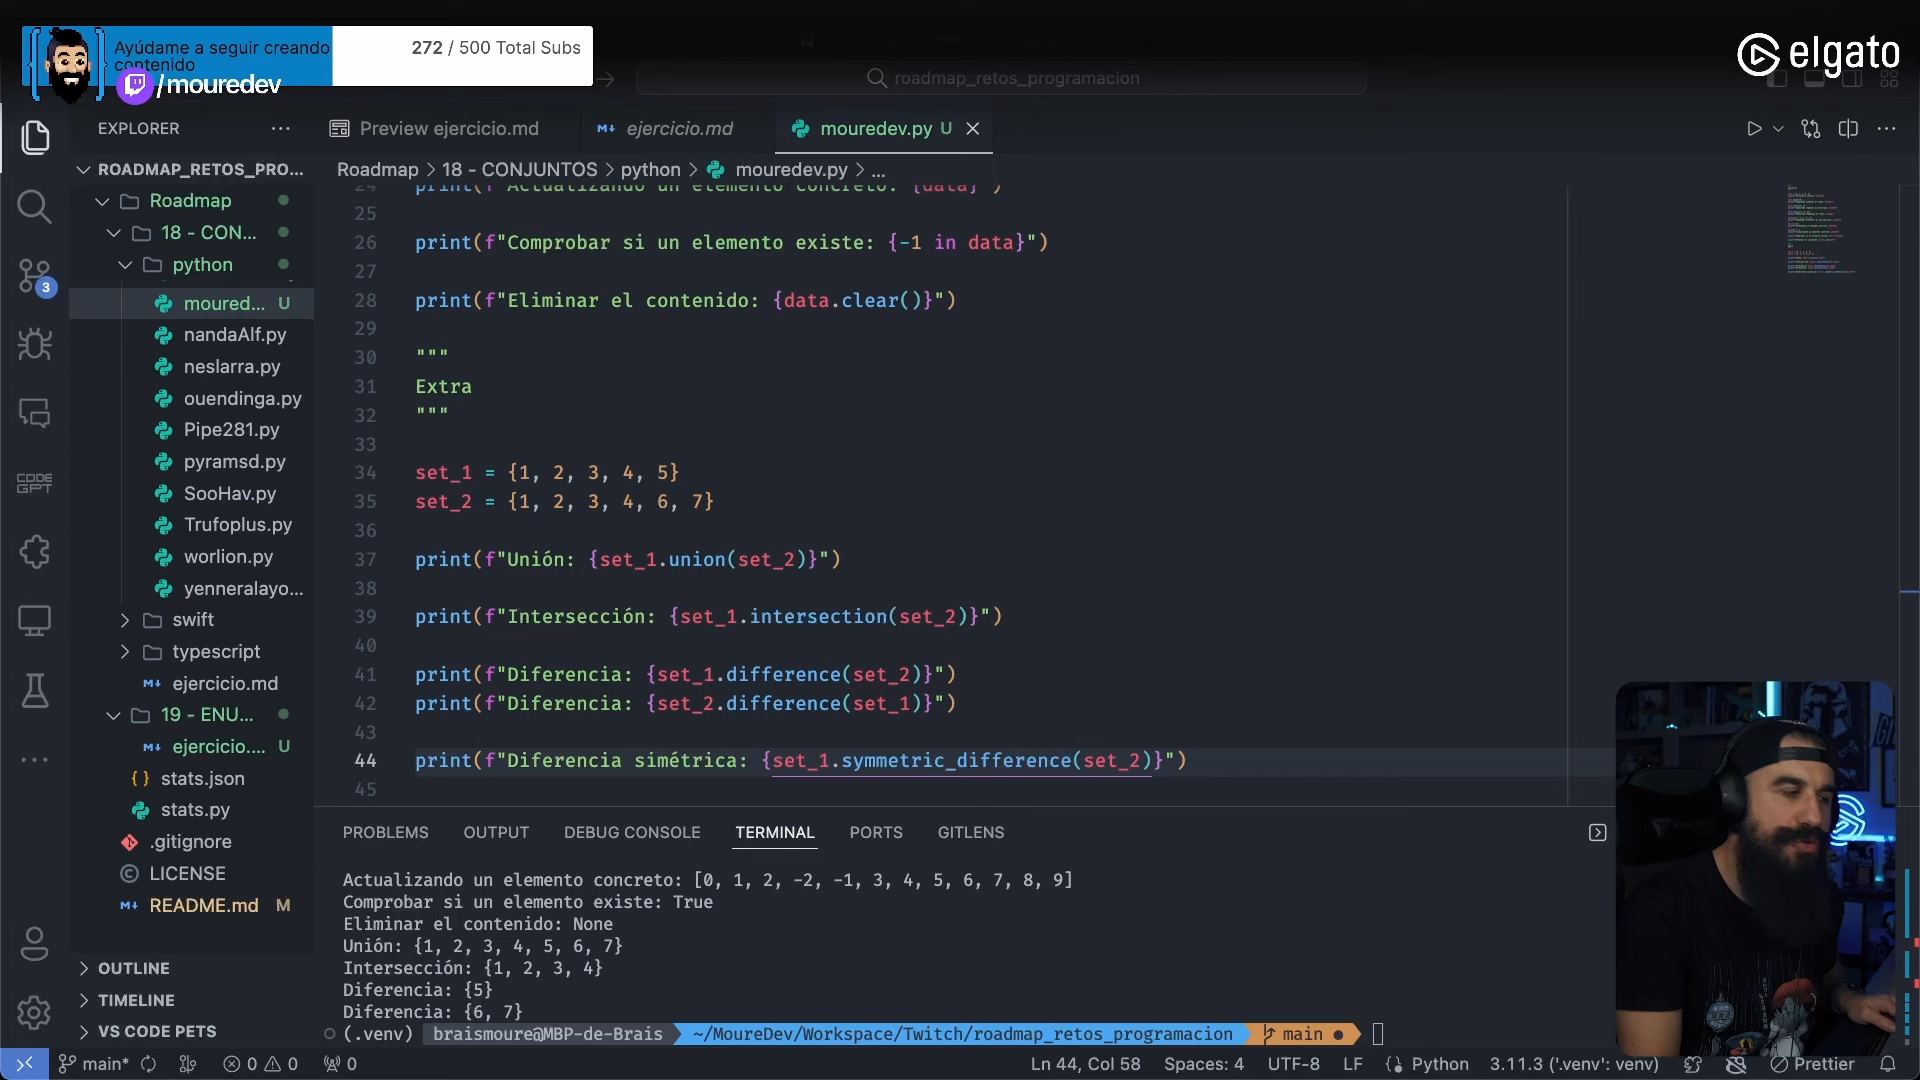 Ayúdame a seguir creando
contenido
/mouredev
272 / 500 Total Subs
roadmap_retos_programacion
elgato
EXPLORER
Preview ejercicio.md
ejercicio.md
mouredev.py U
ROADMAP_RETOS_PRO...
Roadmap > 18 - CONJUNTOS > python > mouredev.py > ...
Roadmap
18 - CON...
python
moured... U
nandaAlf.py
neslarra.py
ouendinga.py
Pipe281.py
pyramsd.py
SooHav.py
Trufoplus.py
worlion.py
yenneralayo...
swift
typescript
ejercicio.md
19 - ENU...
ejercicio.... U
{} stats.json
stats.py
.gitignore
LICENSE
README.md M
OUTLINE
TIMELINE
VS CODE PETS
3
CODE
GPT
24 print(f"Actualizando un elemento concreto: {data}")
25
26 print(f"Comprobar si un elemento existe: {-1 in data}")
27
28 print(f"Eliminar el contenido: {data.clear()}")
29
30 """
31 Extra
32 """
33
34 set_1 = {1, 2, 3, 4, 5}
35 set_2 = {1, 2, 3, 4, 6, 7}
36
37 print(f"Unión: {set_1.union(set_2)}")
38
39 print(f"Intersección: {set_1.intersection(set_2)}")
40
41 print(f"Diferencia: {set_1.difference(set_2)}")
42 print(f"Diferencia: {set_2.difference(set_1)}")
43
44 print(f"Diferencia simétrica: {set_1.symmetric_difference(set_2)}")
45
PROBLEMS OUTPUT DEBUG CONSOLE TERMINAL PORTS GITLENS
Actualizando un elemento concreto: [0, 1, 2, -2, -1, 3, 4, 5, 6, 7, 8, 9]
Comprobar si un elemento existe: True
Eliminar el contenido: None
Unión: {1, 2, 3, 4, 5, 6, 7}
Intersección: {1, 2, 3, 4}
Diferencia: {5}
Diferencia: {6, 7}
(.venv) braismoure@MBP-de-Brais ~/MoureDev/Workspace/Twitch/roadmap_retos_programacion main
main* 0 0 0 Ln 44, Col 58 Spaces: 4 UTF-8 LF Python 3.11.3 ('.venv': venv) Prettier